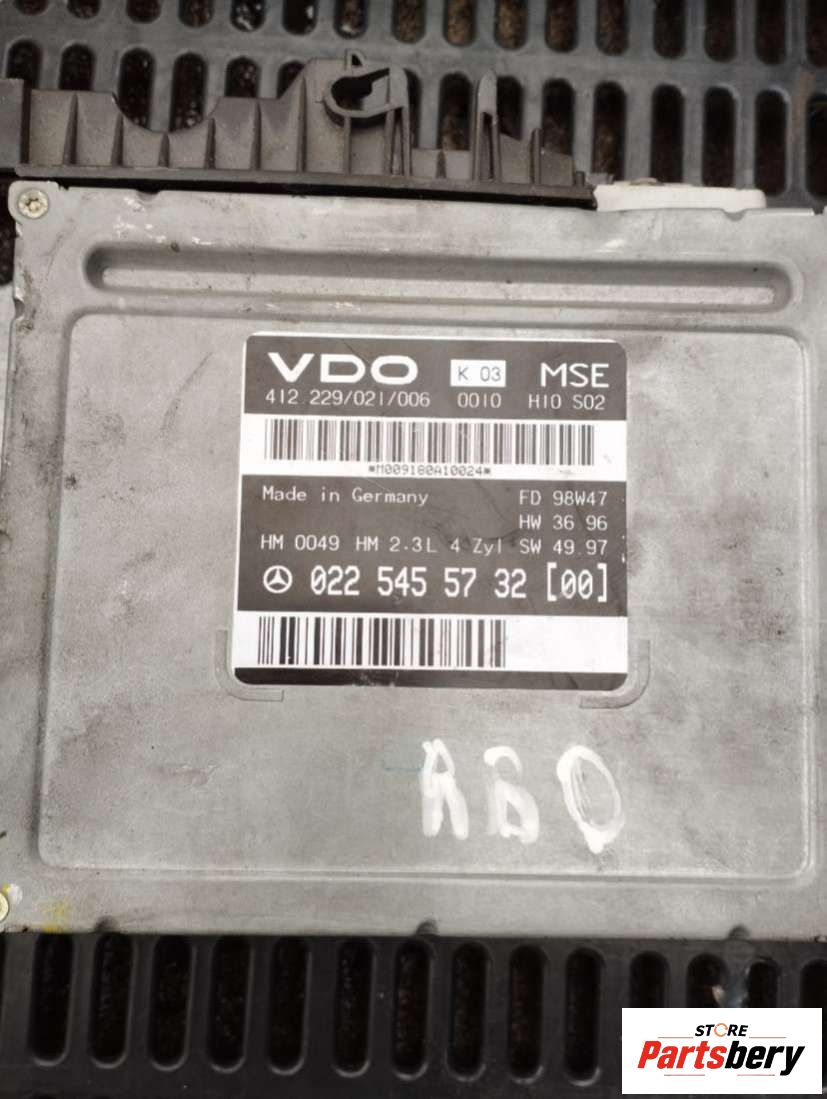 VDO K 03 MSE
412.229/021/006 0010 H10 S02
*M009180A10024*
Made in Germany FD 98W47
HW 36.96
HM 0049 HM 2.3L 4 Zyl SW 49.97
022 545 57 32 [00]
ABO
STORE
Partsbery